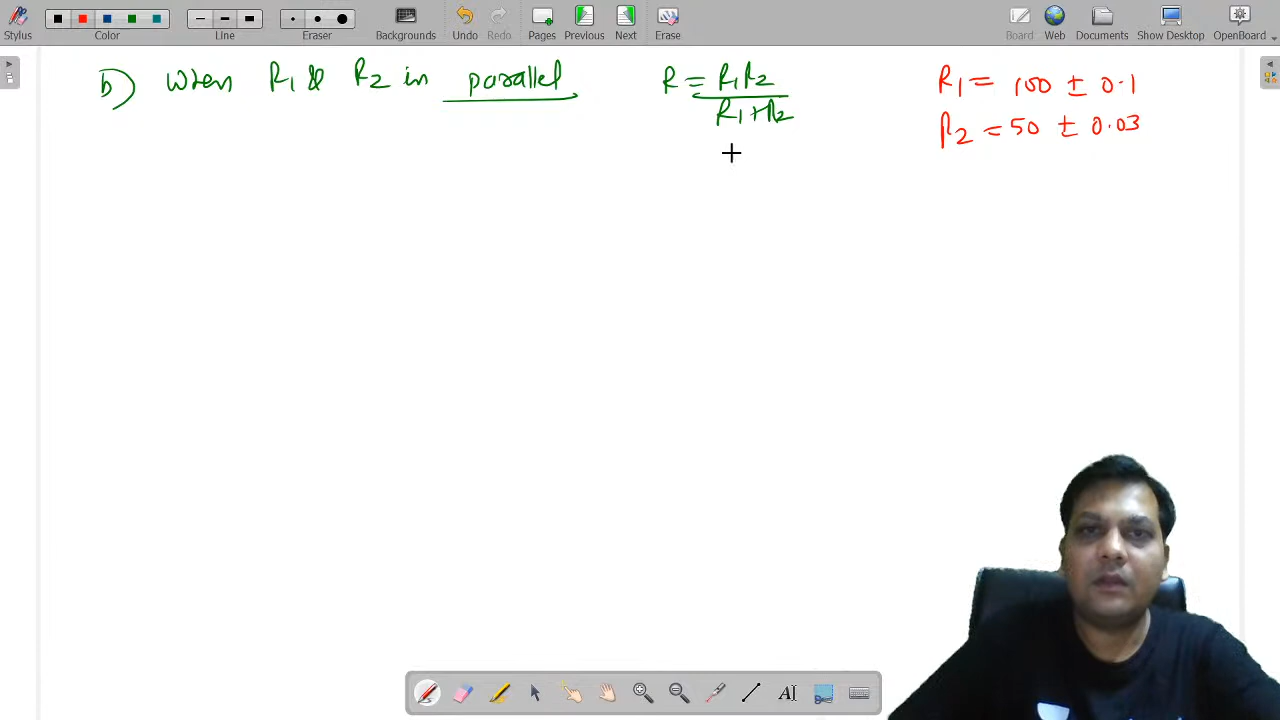 Stylus
Color
Line
Eraser
Backgrounds
Undo
Redo
Pages
Previous
Next
Erase
Board
Web
Documents
Show Desktop
OpenBoard
b) When R1 & R2 in parallel
R = R1R2
R1+R2
R1 = 100 ± 0.1
R2 = 50 ± 0.03
AI